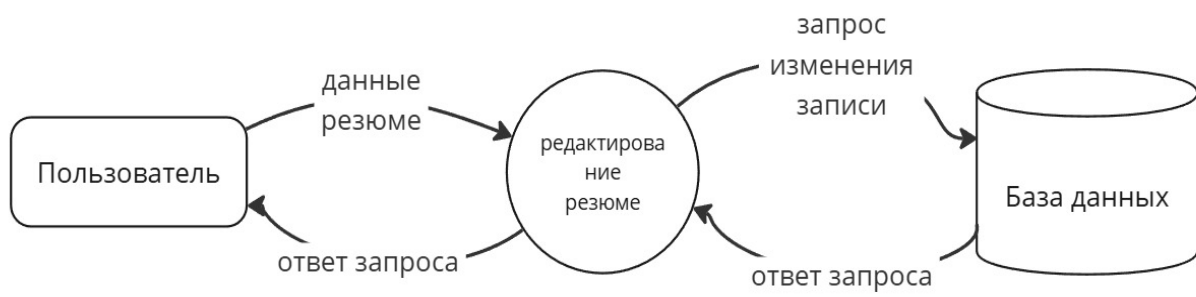 Пользователь
данные
резюме
ответ запроса
редактирова
ние
резюме
запрос
изменения
записи
ответ запроса
База данных